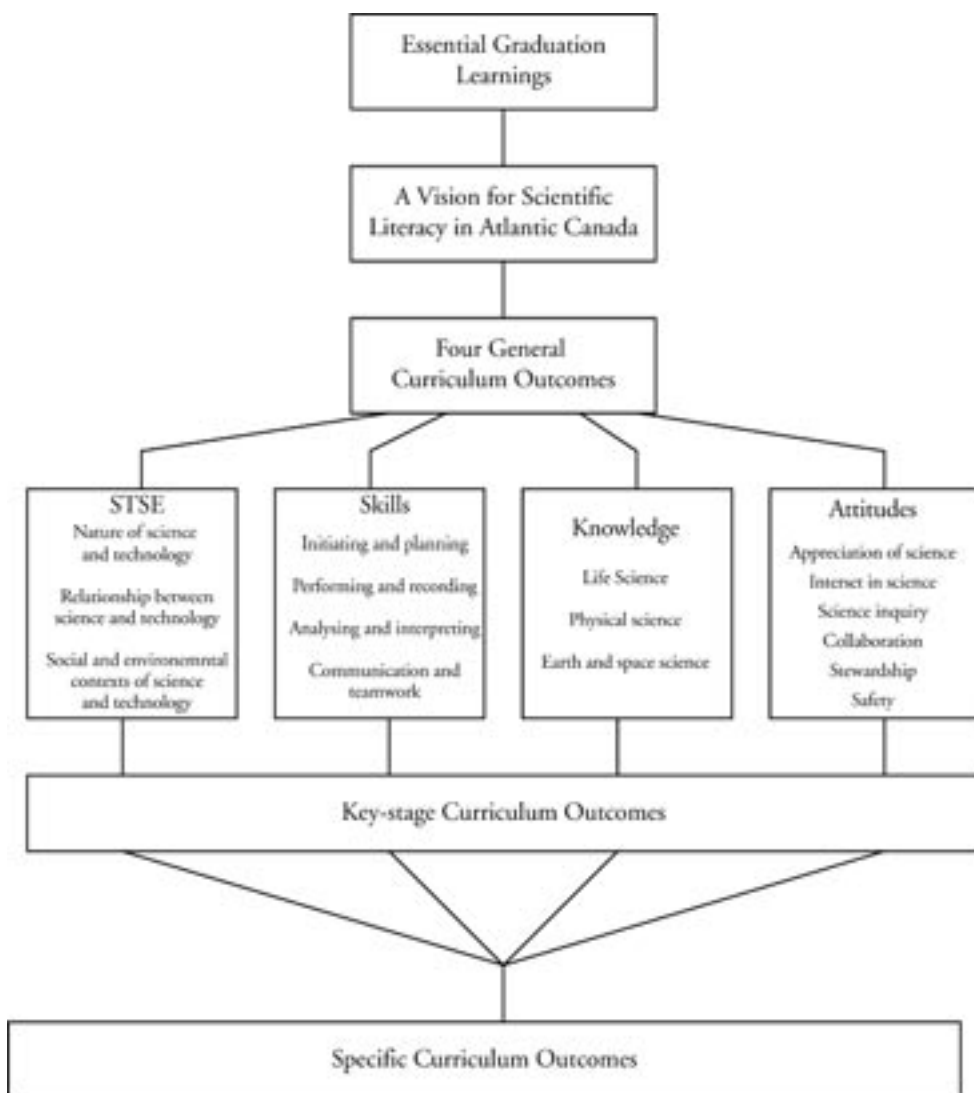 Essential Graduation
Learnings
A Vision for Scientific
Literacy in Atlantic Canada
Four General
Curriculum Outcomes
STSE
Nature of science
and technology
Relationship between
science and technology
Social and environemntal
contexts of science
and technology
Skills
Initiating and planning
Performing and recording
Analysing and interpreting
Communication and
teamwork
Knowledge
Life Science
Physical science
Earth and space science
Attitudes
Appreciation of science
Interset in science
Science inquiry
Collaboration
Stewardship
Safety
Key-stage Curriculum Outcomes
Specific Curriculum Outcomes